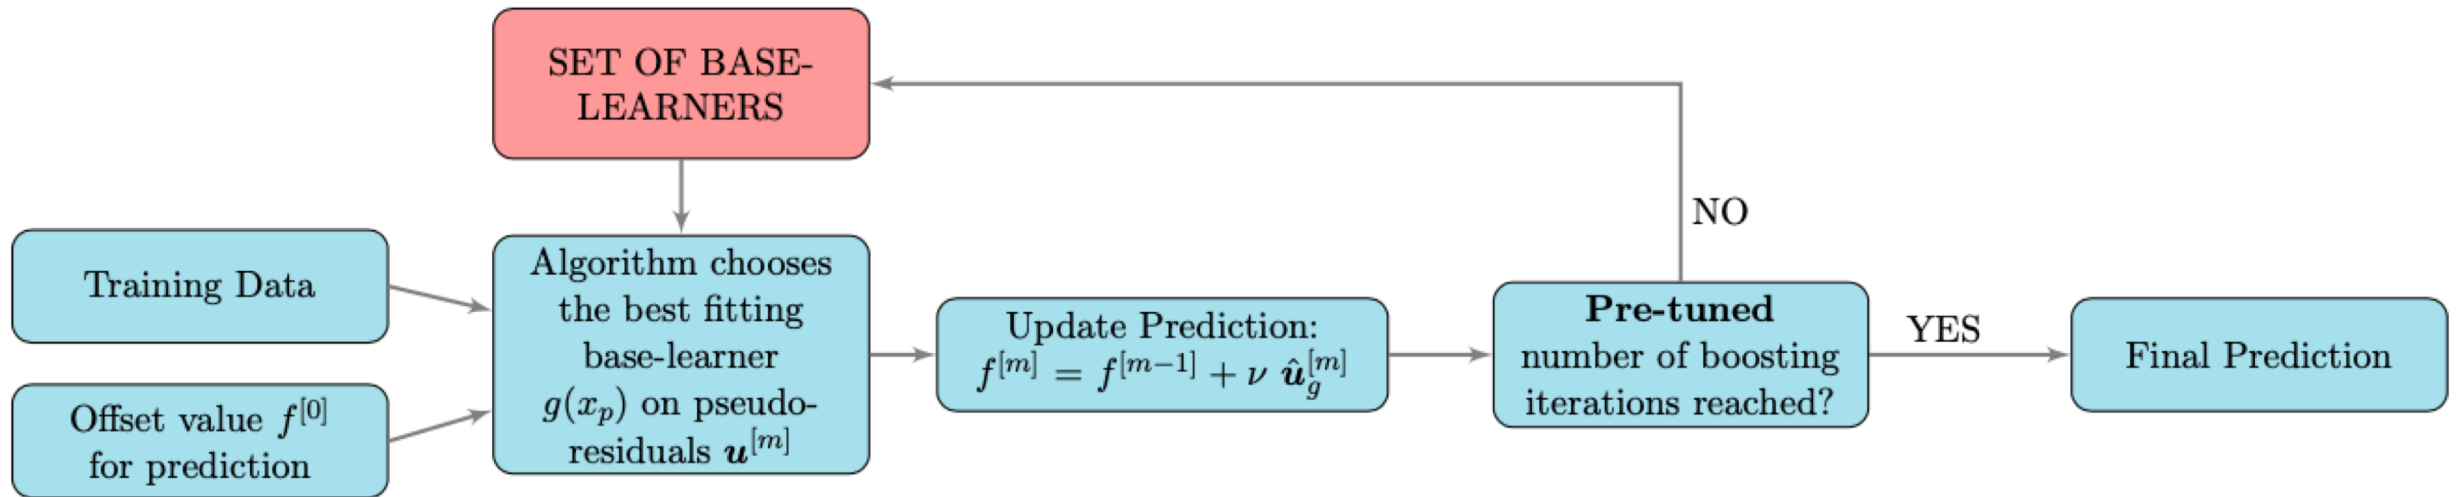 SET OF BASE-
LEARNERS
Training Data
Offset value f^{[0]}
for prediction
Algorithm chooses
the best fitting
base-learner
g(x_p) on pseudo-
residuals u^{[m]}
Update Prediction:
f^{[m]} = f^{[m-1]} + ν û_g^{[m]}
Pre-tuned
number of boosting
iterations reached?
NO
YES
Final Prediction